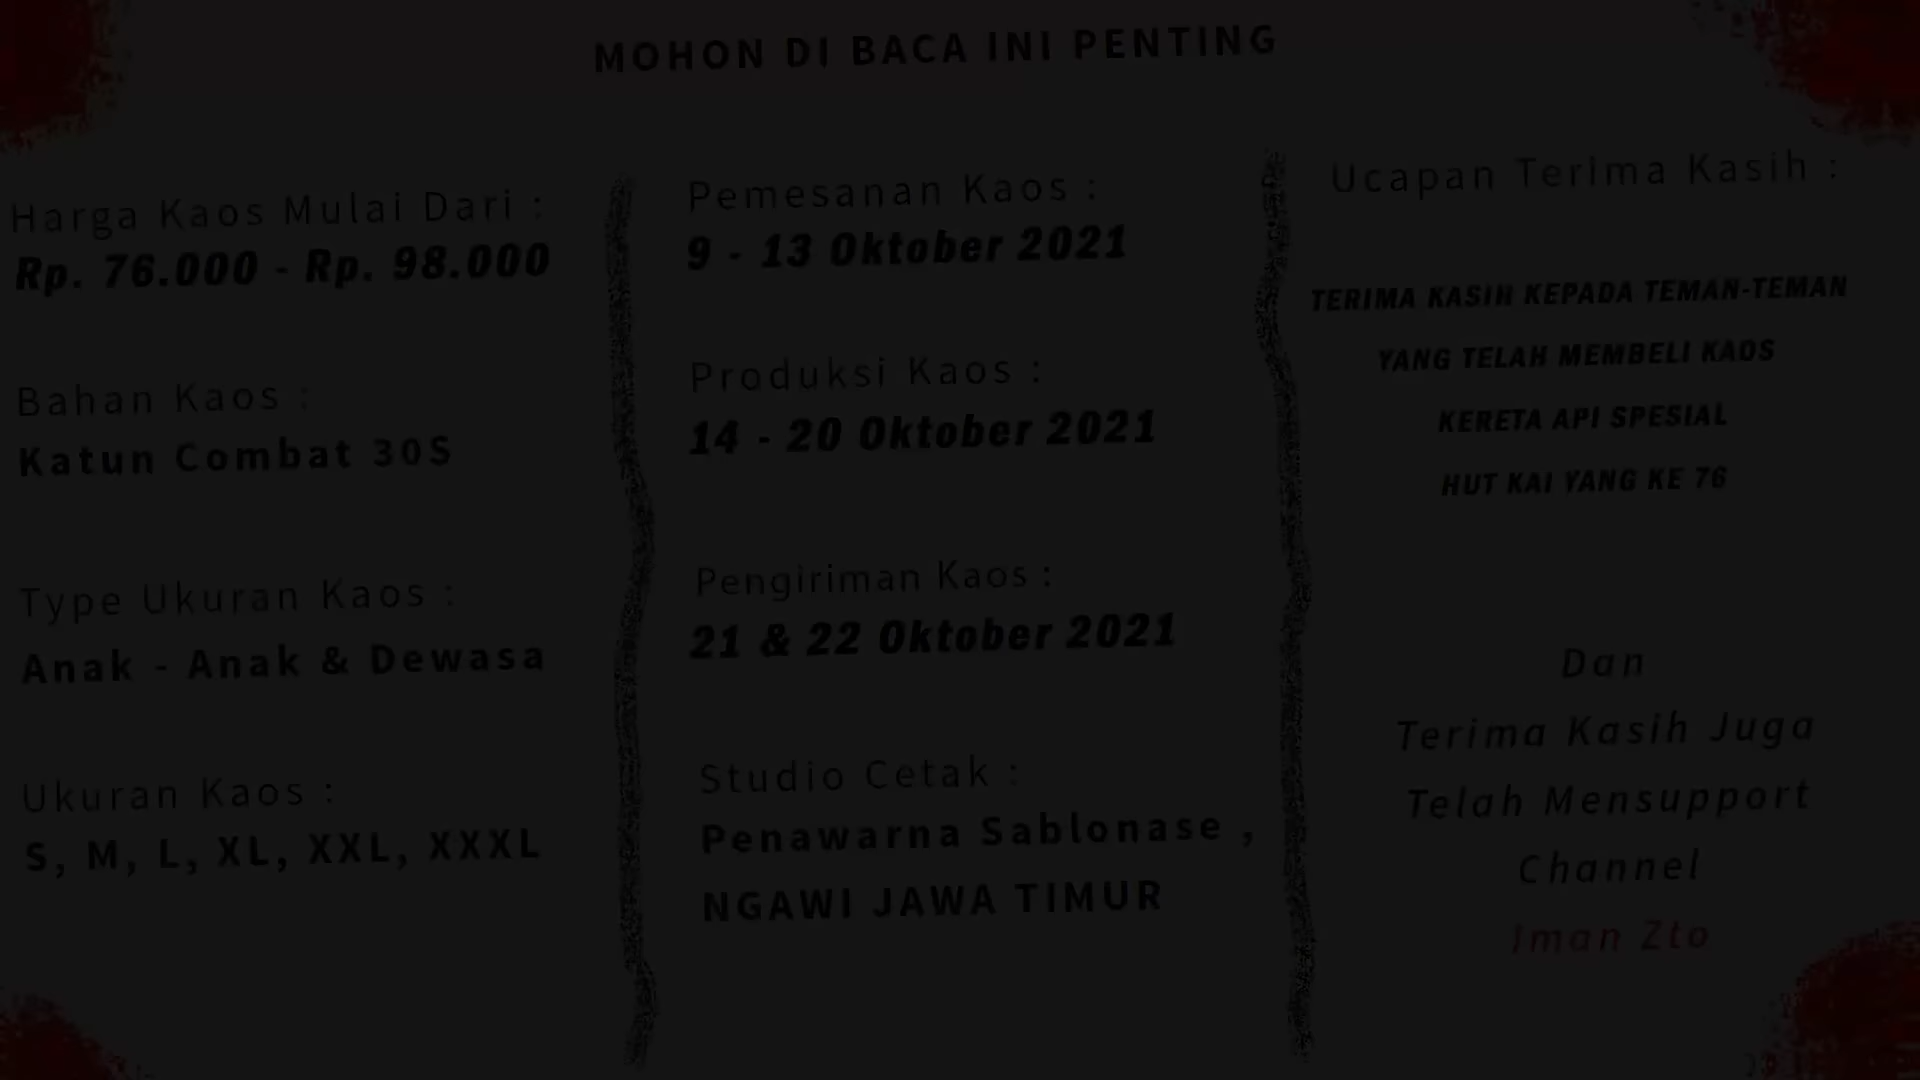 MOHON DI BACA INI PENTING
Harga Kaos Mulai Dari :
Rp. 76.000 - Rp. 98.000
Bahan Kaos :
Katun Combat 30S
Type Ukuran Kaos :
Anak - Anak & Dewasa
Ukuran Kaos :
S, M, L, XL, XXL, XXXL
Pemesanan Kaos :
9 - 13 Oktober 2021
Produksi Kaos :
14 - 20 Oktober 2021
Pengiriman Kaos :
21 & 22 Oktober 2021
Studio Cetak :
Penawarna Sablonase ,
NGAWI JAWA TIMUR
Ucapan Terima Kasih :
TERIMA KASIH KEPADA TEMAN-TEMAN
YANG TELAH MEMBELI KAOS
KERETA API SPESIAL
HUT KAI YANG KE 76
Dan
Terima Kasih Juga
Telah Mensupport
Channel
Iman Zto